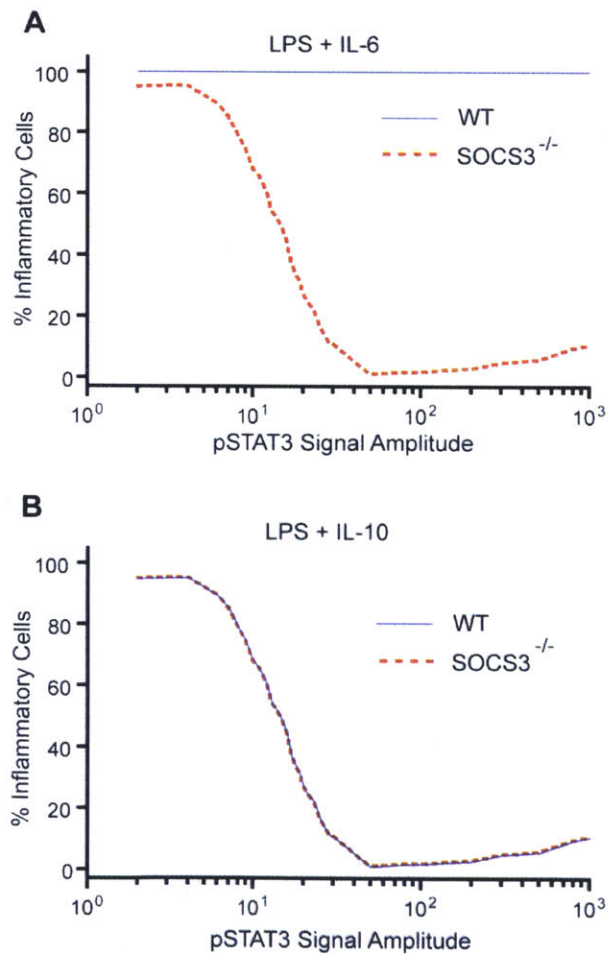 A
LPS + IL-6
100
80
60
40
20
0
% Inflammatory Cells
WT
SOCS3-/-
10^0
10^1
10^2
10^3
pSTAT3 Signal Amplitude
B
LPS + IL-10
100
80
60
40
20
0
% Inflammatory Cells
WT
SOCS3-/-
10^0
10^1
10^2
10^3
pSTAT3 Signal Amplitude